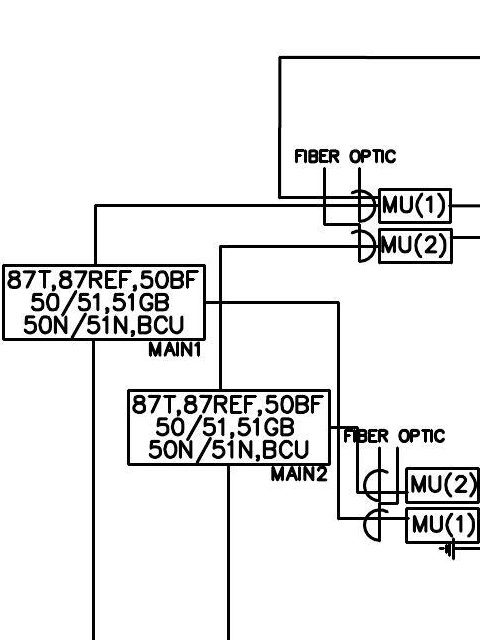 FIBER OPTIC
MU(1)
MU(2)
87T,87REF,50BF
50/51,51GB
50N/51N,BCU
MAIN1
87T,87REF,50BF
50/51,51GB
50N/51N,BCU
MAIN2
FIBER OPTIC
MU(2)
MU(1)